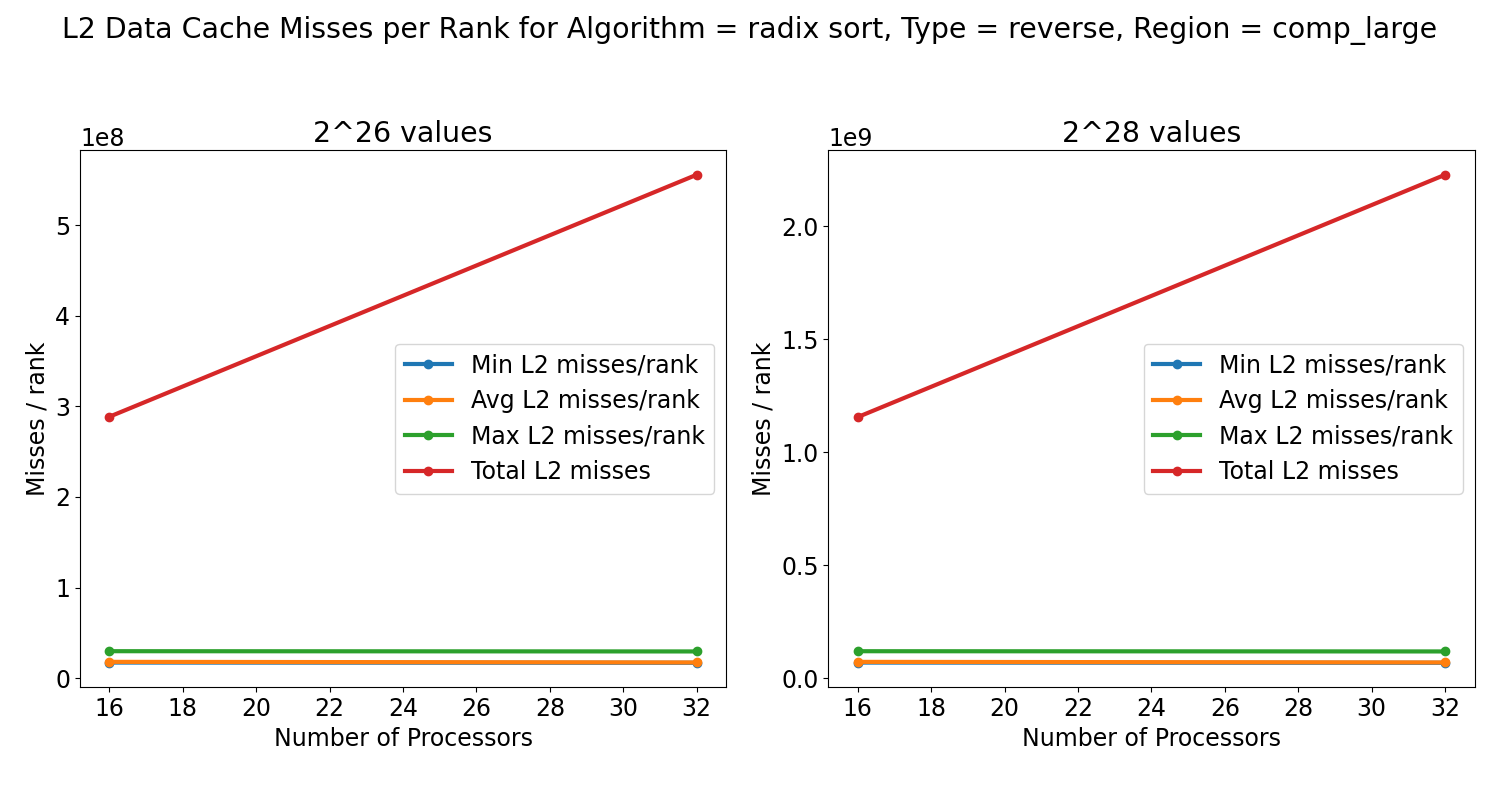 L2 Data Cache Misses per Rank for Algorithm = radix sort, Type = reverse, Region = comp_large
2^26 values
1e8
5
4
3
2
1
0
Misses / rank
Min L2 misses/rank
Avg L2 misses/rank
Max L2 misses/rank
Total L2 misses
16 18 20 22 24 26 28 30 32
Number of Processors
2^28 values
1e9
2.0
1.5
1.0
0.5
0.0
Misses / rank
Min L2 misses/rank
Avg L2 misses/rank
Max L2 misses/rank
Total L2 misses
16 18 20 22 24 26 28 30 32
Number of Processors